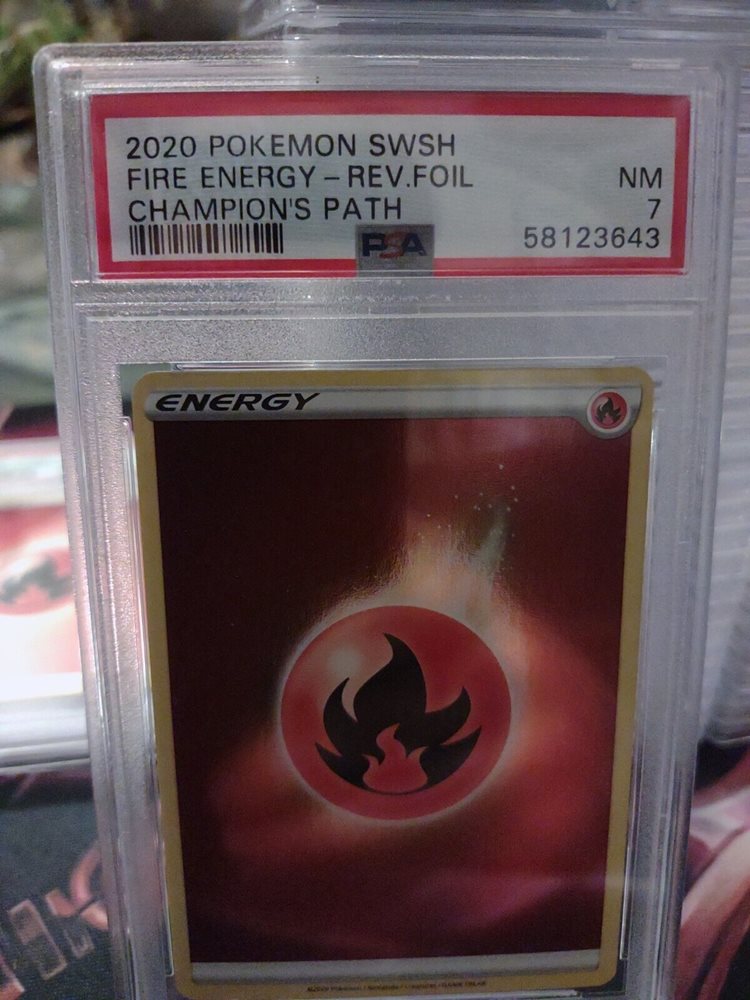 2020 POKEMON SWSH
FIRE ENERGY – REV.FOIL NM
CHAMPION'S PATH 7
PSA 58123643
ENERGY